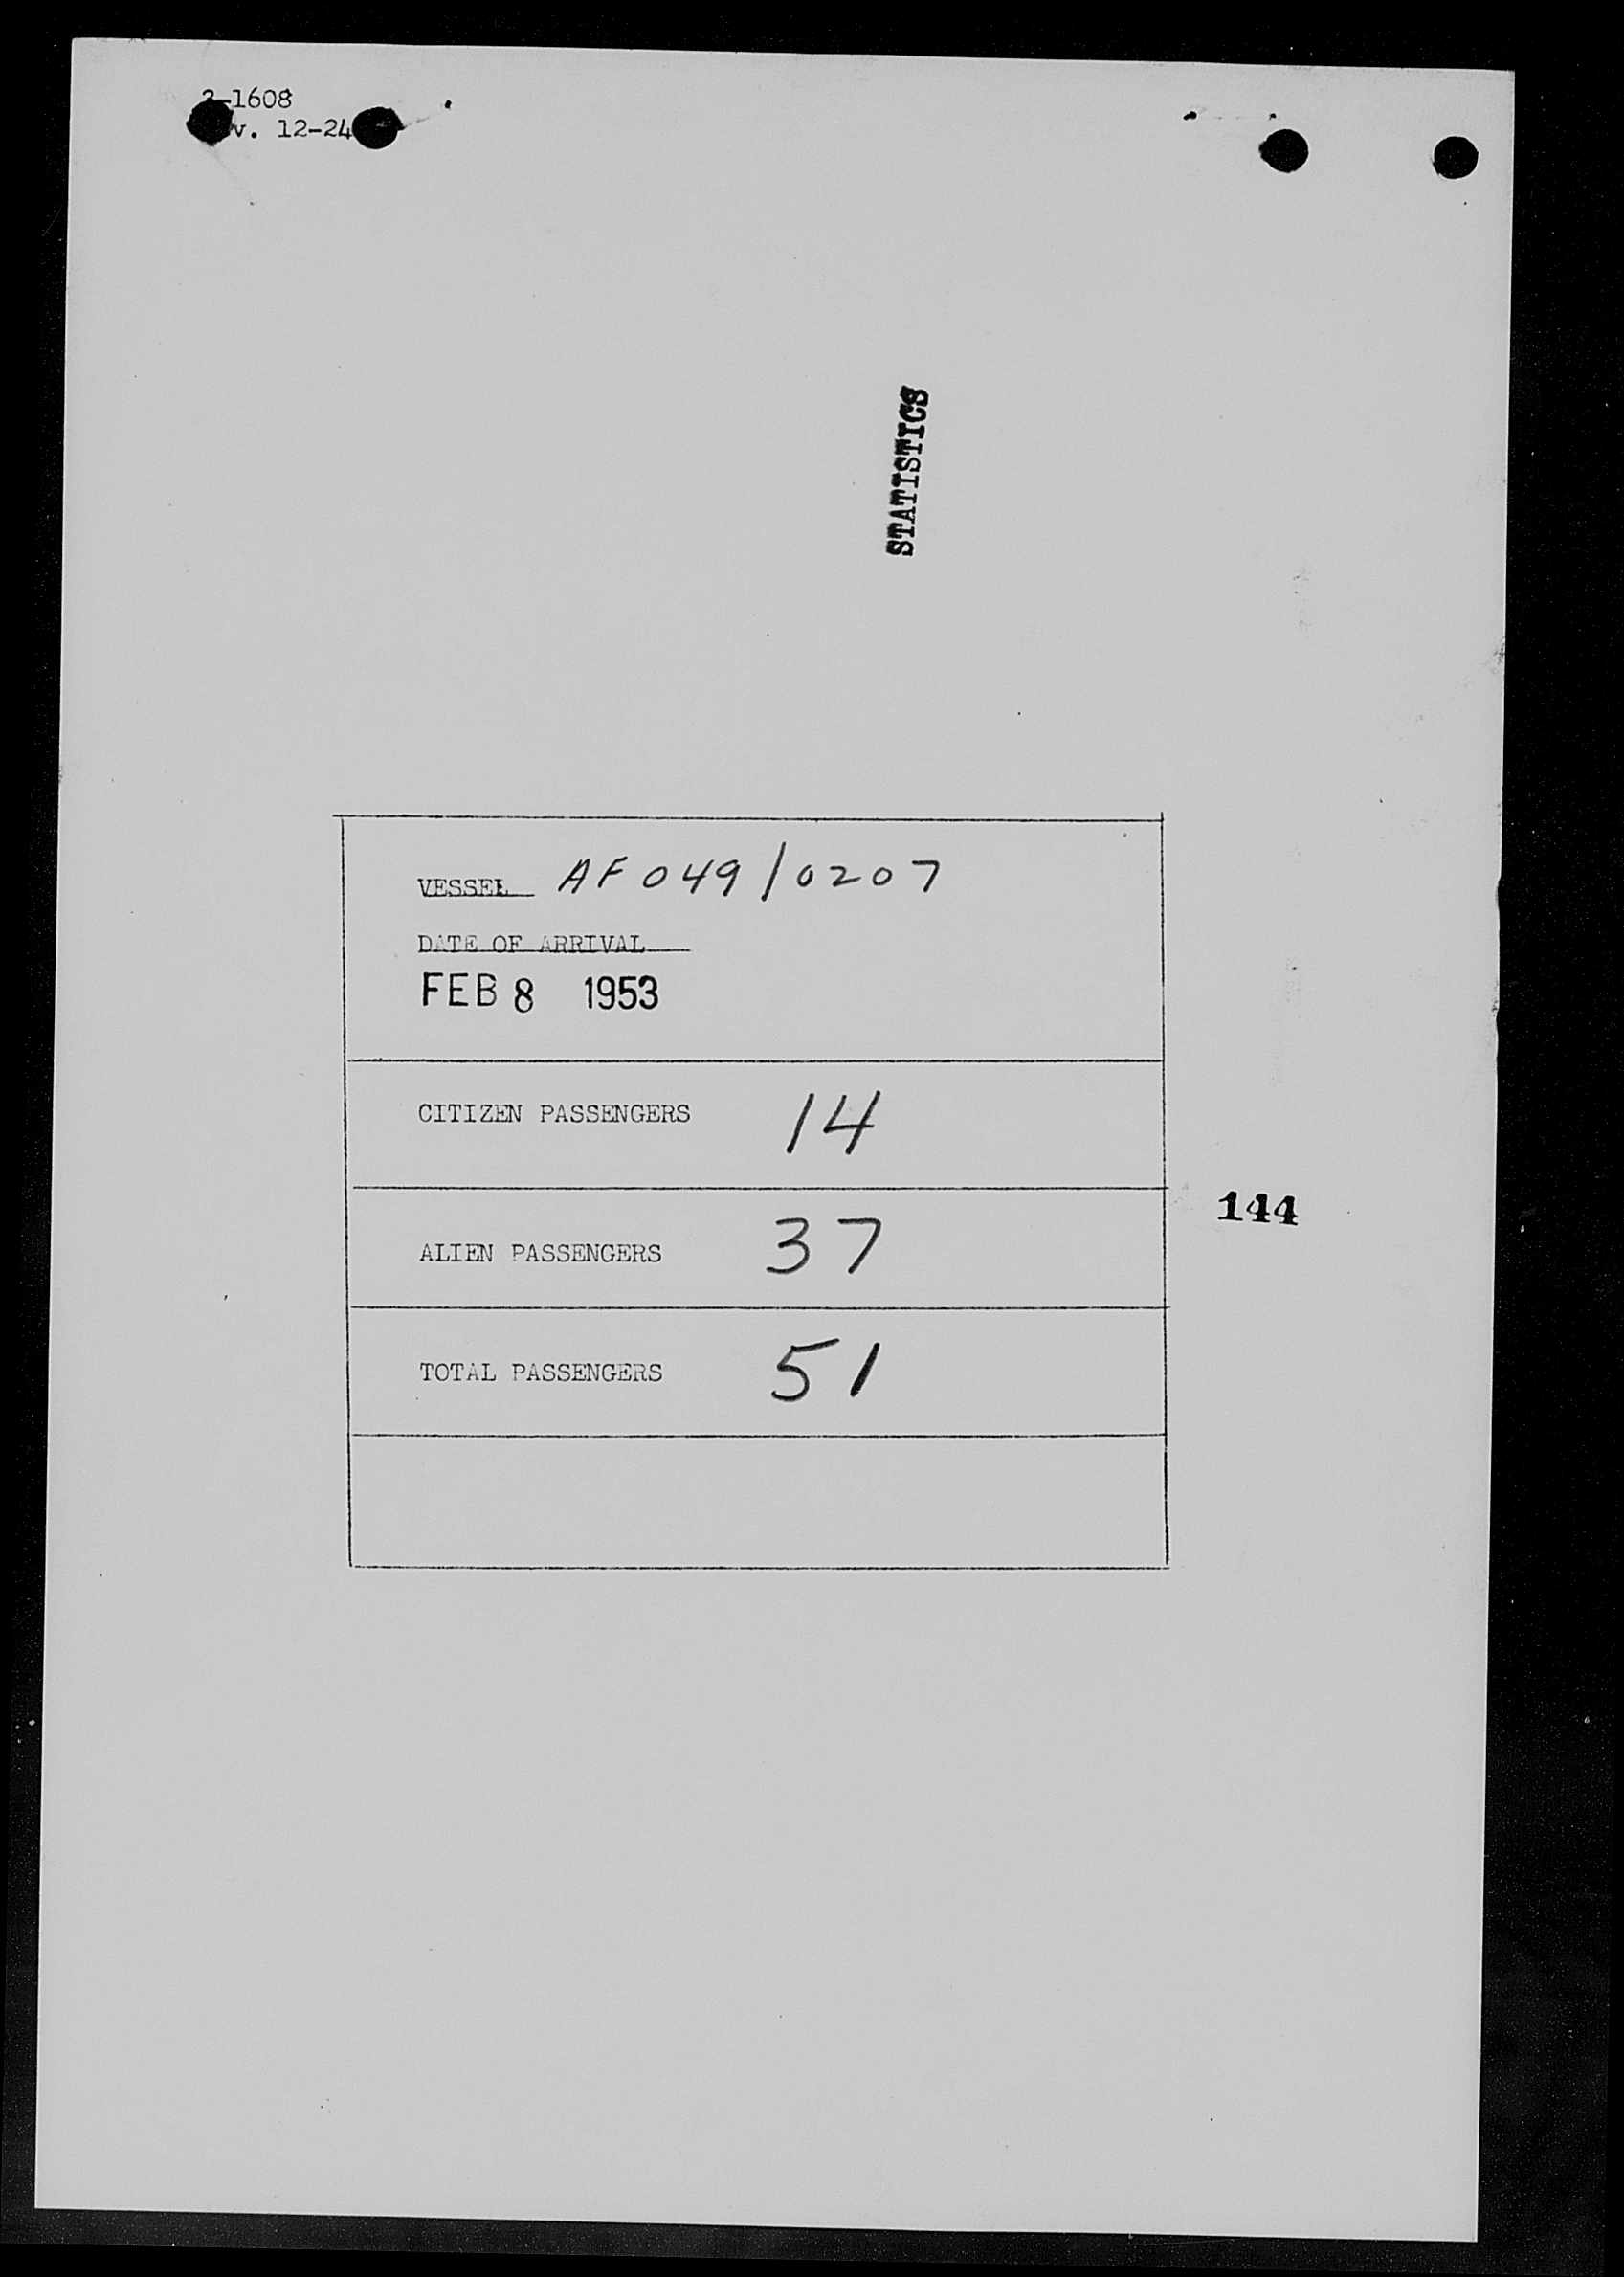 -1608
v. 12-24
STATISTICS
VESSEL AF 049/0207
DATE OF ARRIVAL
FEB 8 1953
CITIZEN PASSENGERS 14
144
ALIEN PASSENGERS 37
TOTAL PASSENGERS 51